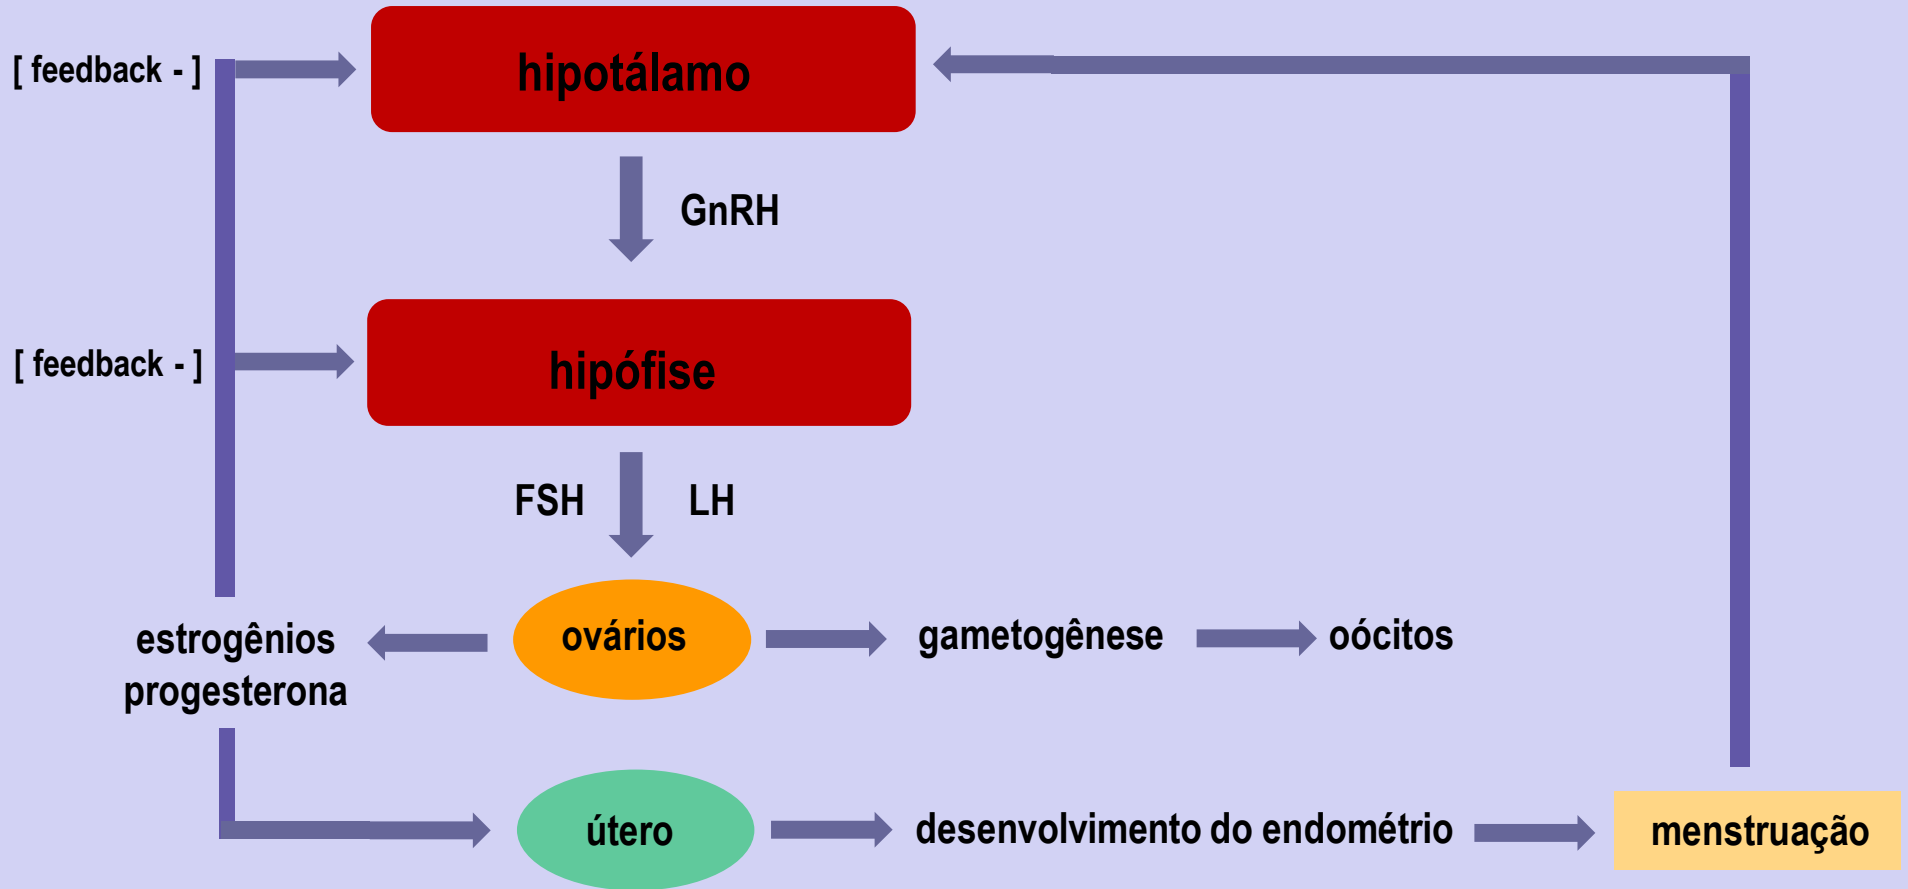 [ feedback - ]
hipotálamo
GnRH
[ feedback - ]
hipófise
FSH
LH
estrogênios
progesterona
ovários
gametogênese
oócitos
útero
desenvolvimento do endométrio
menstruação